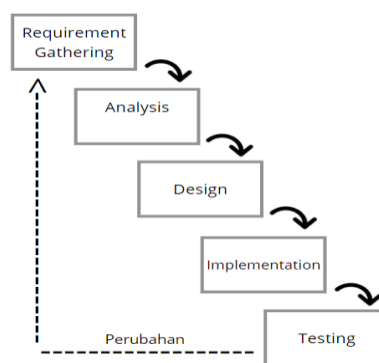 Requirement
Gathering
Analysis
Design
Implementation
Perubahan
Testing